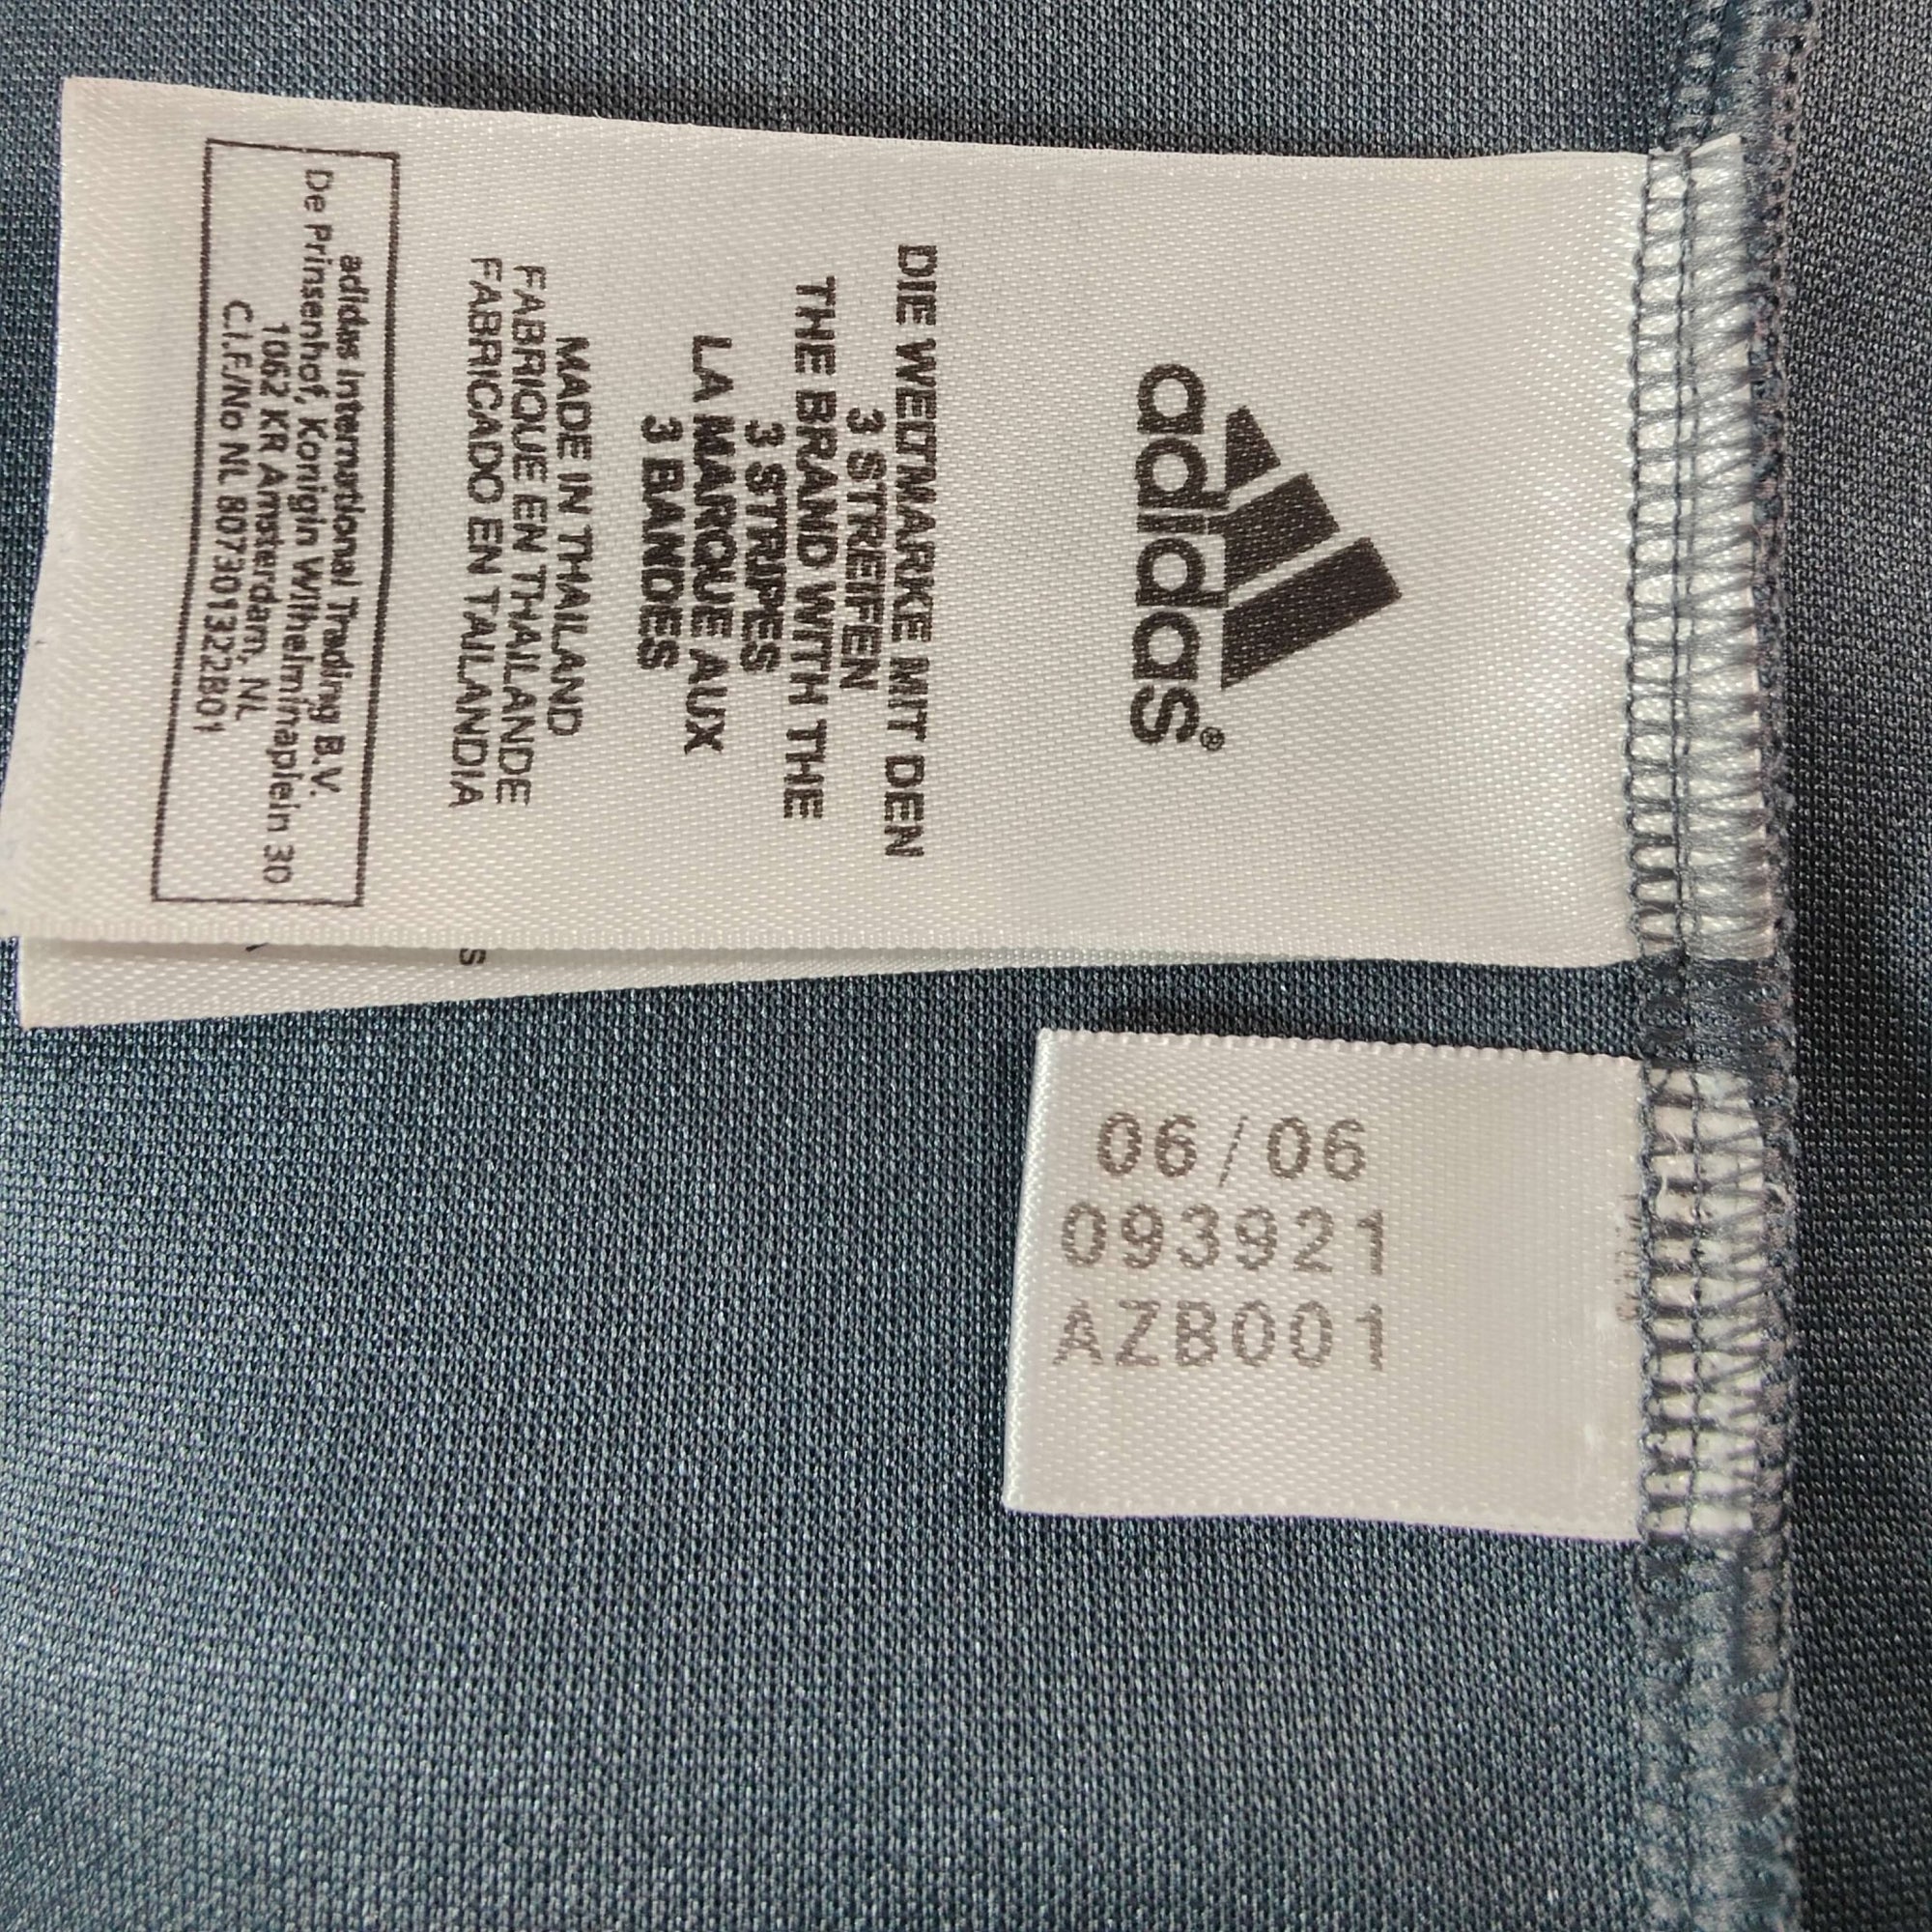 adidas®
DIE WELTMARKE MIT DEN
3 STREIFEN
THE BRAND WITH THE
3 STRIPES
LA MARQUE AUX
3 BANDES
MADE IN THAILAND
FABRIQUE EN THAILANDE
FABRICADO EN TAILANDIA
adidas International Trading B.V.
De Prinsenhof, Koningin Wilhelminaplein 30
1062 KR Amsterdam, NL
C.I.F./No NL 807301322B01
S
06/06
093921
AZB001